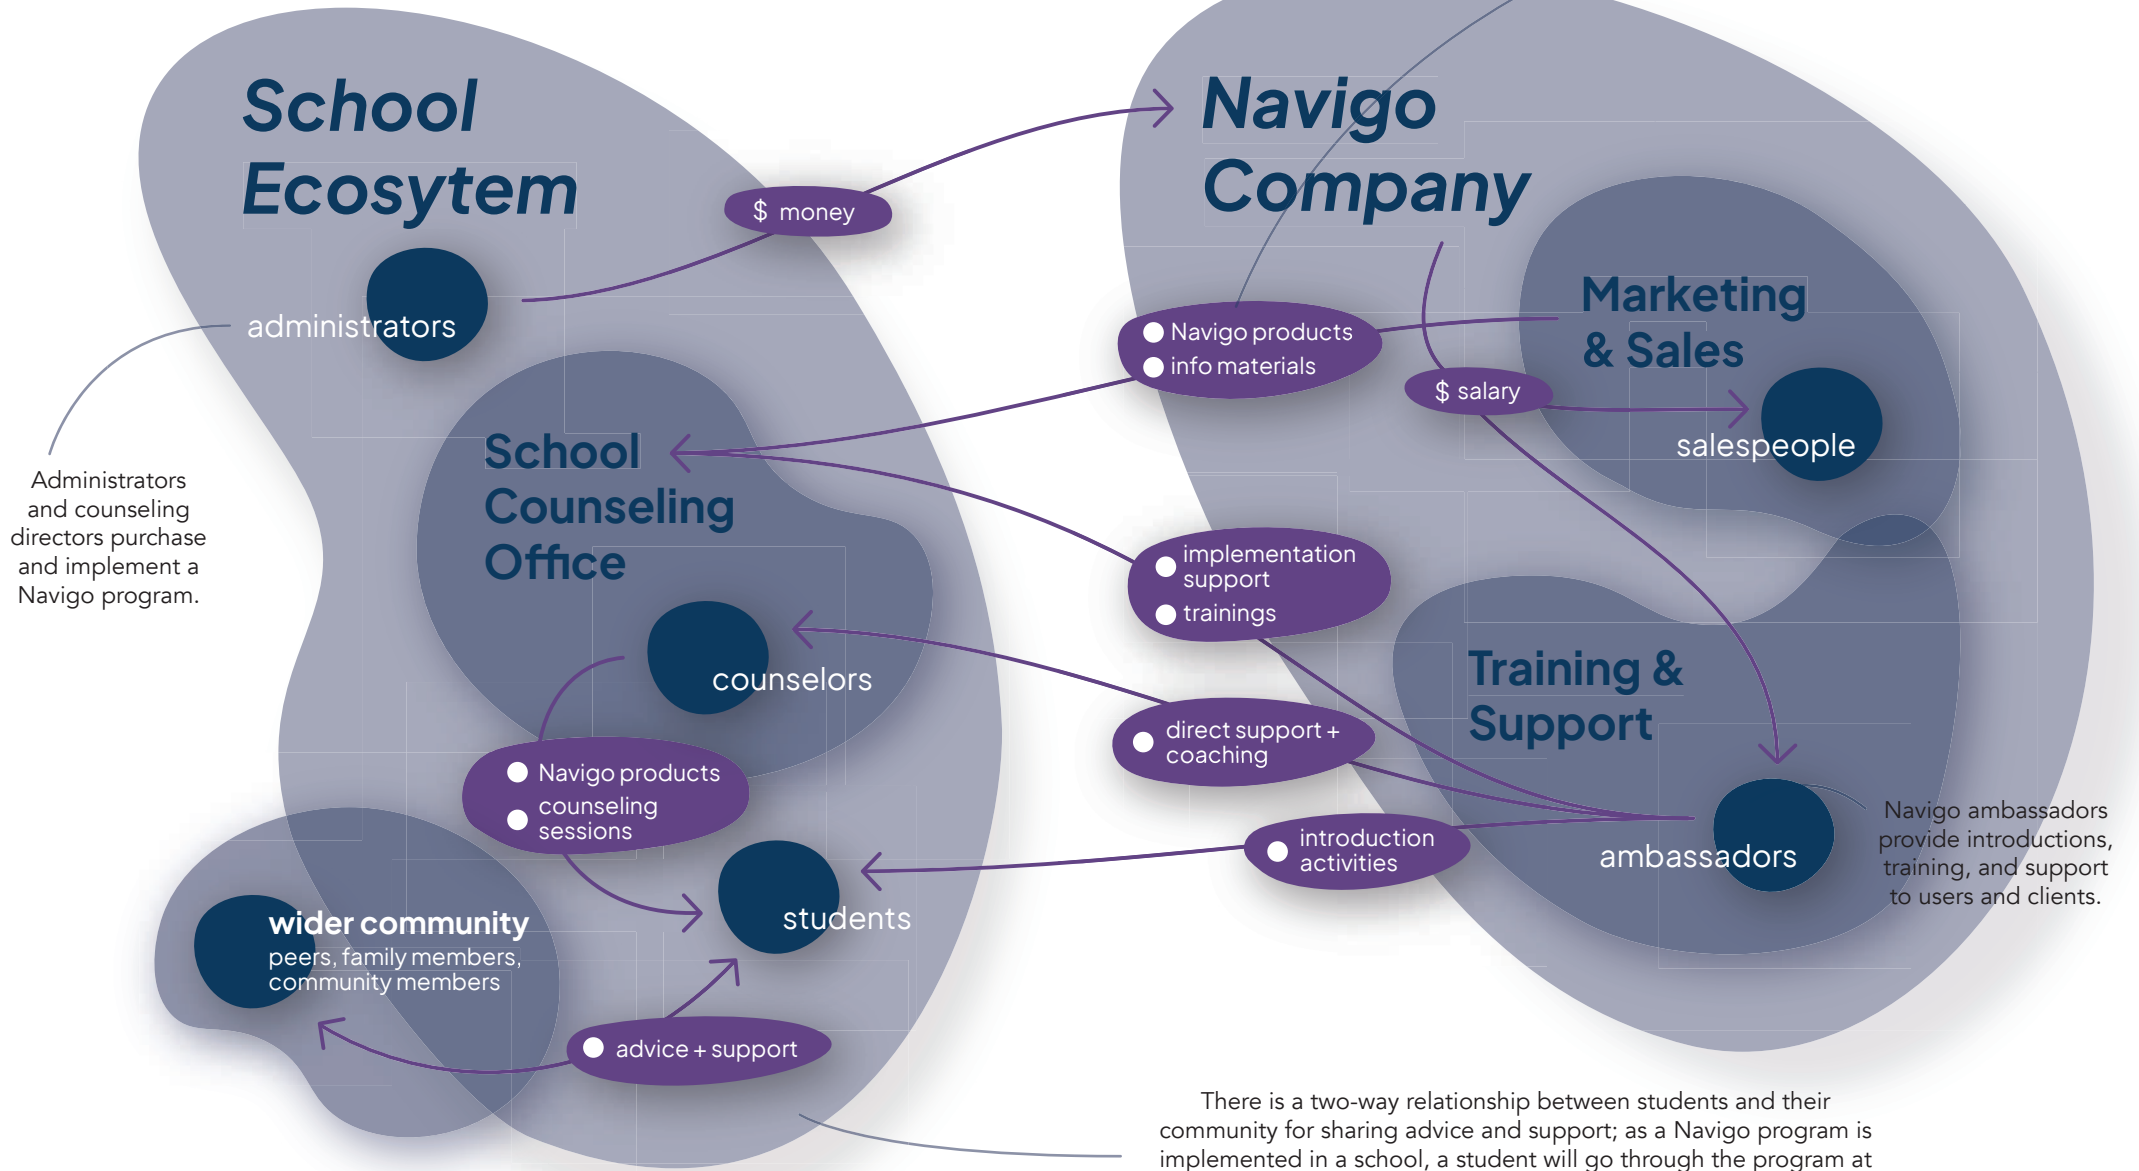 School
Ecosytem
$ money
administrators
Administrators
and counseling
directors purchase
and implement a
Navigo program.
School
Counseling
Office
counselors
Navigo products
counseling
sessions
students
wider community
peers, family members,
community members
advice + support
Navigo
Company
Marketing
& Sales
salespeople
Navigo products
info materials
$ salary
implementation
support
trainings
Training &
Support
direct support +
coaching
introduction
activities
ambassadors
Navigo ambassadors
provide introductions,
training, and support
to users and clients.
There is a two-way relationship between students and their
community for sharing advice and support; as a Navigo program is
implemented in a school, a student will go through the program at